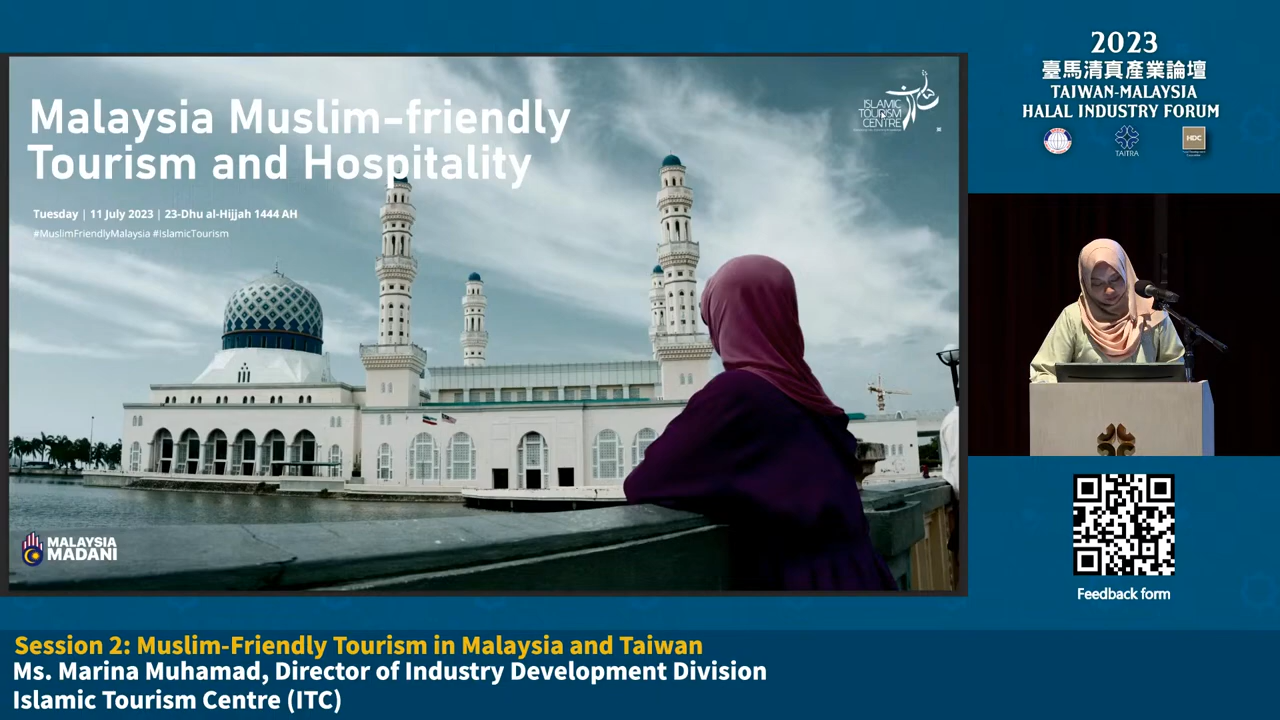 Malaysia Muslim-friendly
Tourism and Hospitality
Tuesday | 11 July 2023 | 23-Dhu al-Hijjah 1444 AH
#MuslimFriendlyMalaysia #IslamicTourism
ISLAMIC
TOURISM
CENTRE
MALAYSIA
MADANI
2023
臺馬清真產業論壇
TAIWAN-MALAYSIA
HALAL INDUSTRY FORUM
TAITRA
HDC
Feedback form
Session 2: Muslim-Friendly Tourism in Malaysia and Taiwan
Ms. Marina Muhamad, Director of Industry Development Division
Islamic Tourism Centre (ITC)